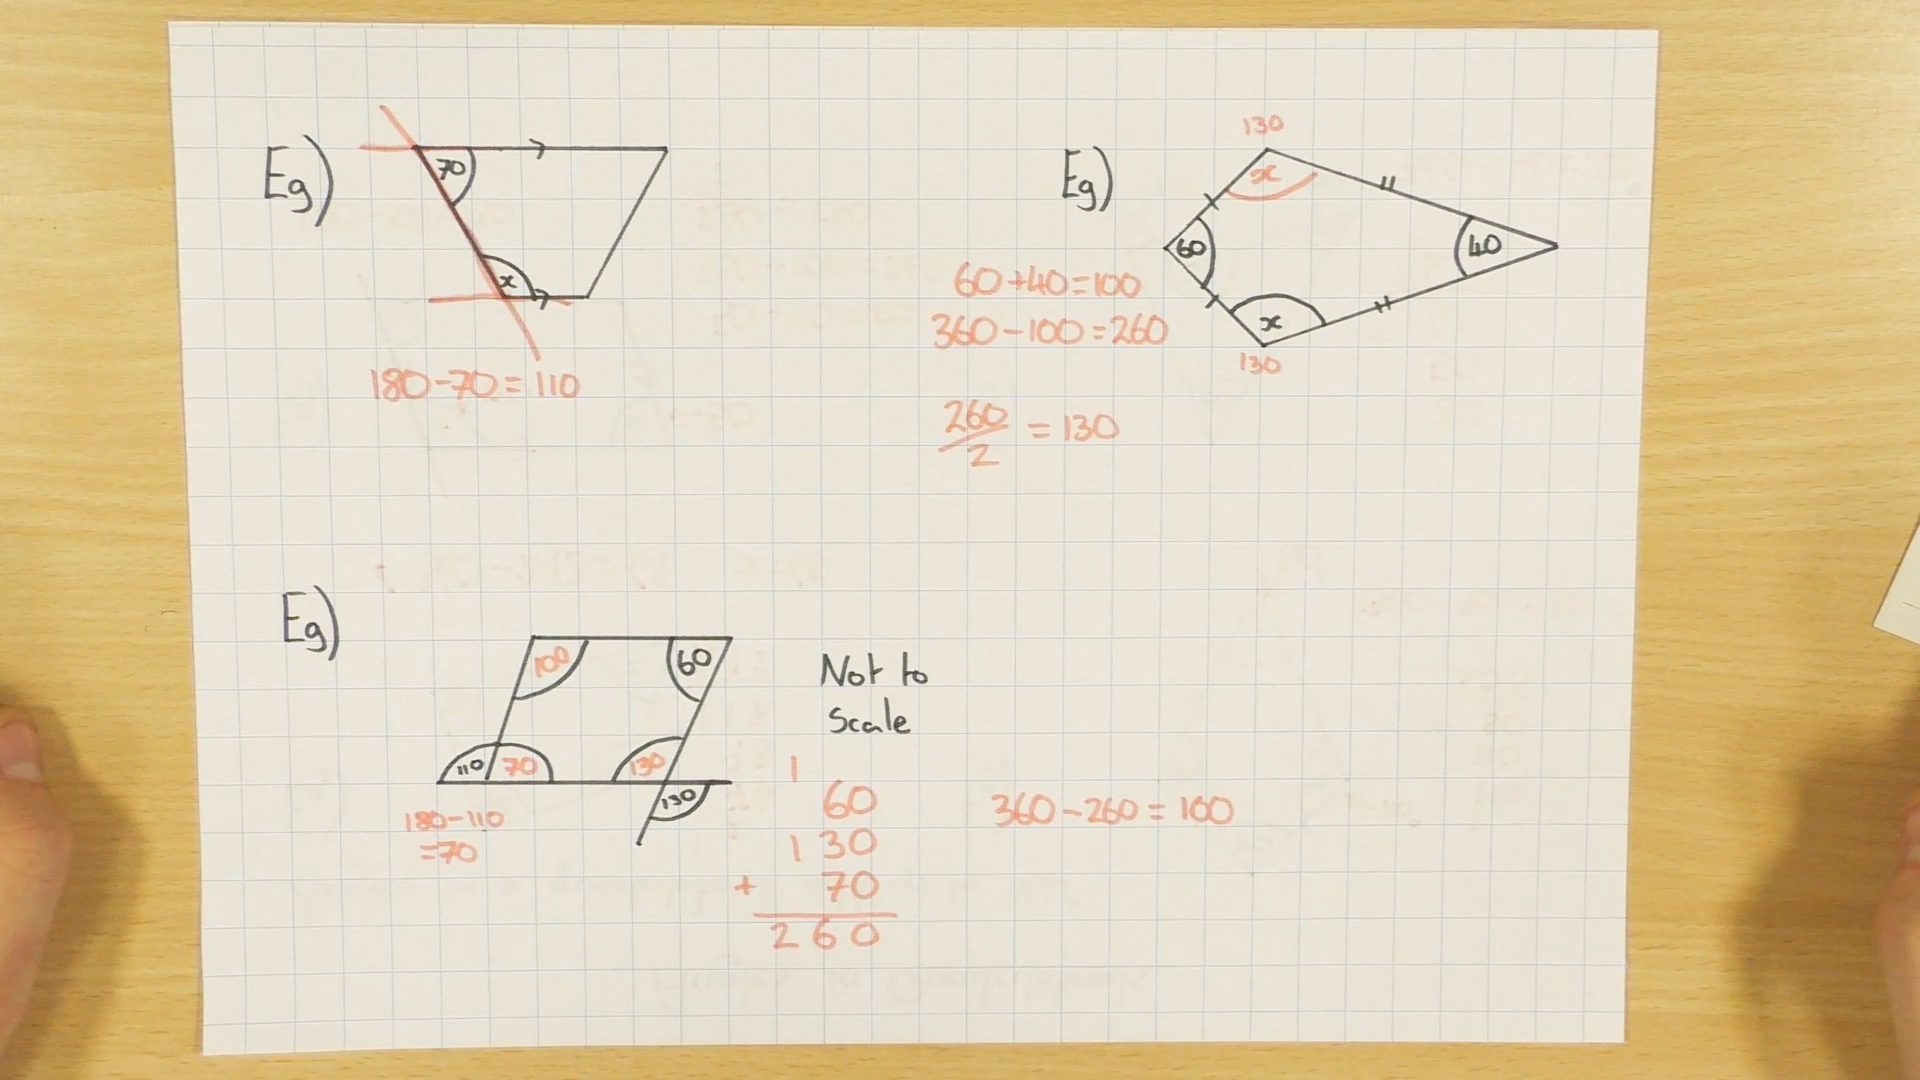 Eg)
70
x
180-70=110
Eg)
130
x
60
40
x
130
60+40=100
360-100=260
260/2 = 130
Eg)
100
60
110
70
130
130
180-110
=70
Not to
Scale
1
60
130
+ 70
260
360-260=100